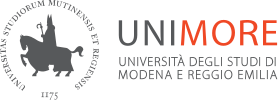 UNIVERSITAS STUDIORUM MUTINENSIS ET REGIENSIS
1175
UNIMORE
UNIVERSITÀ DEGLI STUDI DI
MODENA E REGGIO EMILIA